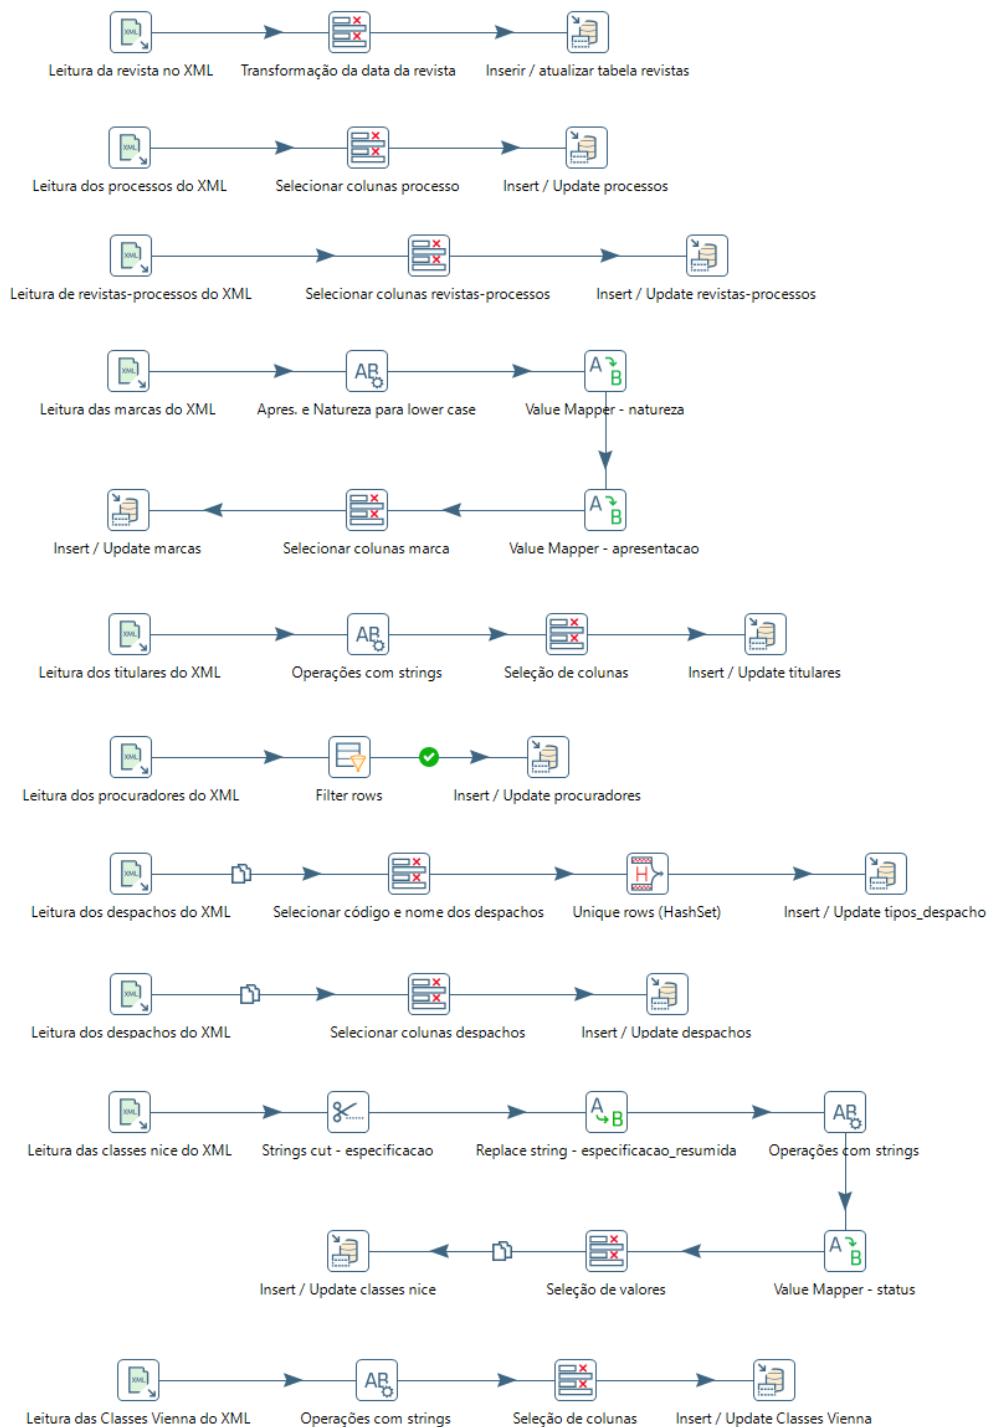 Leitura da revista no XML
Transformação da data da revista
Inserir / atualizar tabela revistas
Leitura dos processos do XML
Selecionar colunas processo
Insert / Update processos
Leitura de revistas-processos do XML
Selecionar colunas revistas-processos
Insert / Update revistas-processos
Leitura das marcas do XML
Apres. e Natureza para lower case
Value Mapper - natureza
Insert / Update marcas
Selecionar colunas marca
Value Mapper - apresentacao
Leitura dos titulares do XML
Operações com strings
Seleção de colunas
Insert / Update titulares
Leitura dos procuradores do XML
Filter rows
Insert / Update procuradores
Leitura dos despachos do XML
Selecionar código e nome dos despachos
Unique rows (HashSet)
Insert / Update tipos_despacho
Leitura dos despachos do XML
Selecionar colunas despachos
Insert / Update despachos
Leitura das classes nice do XML
Strings cut - especificacao
Replace string - especificacao_resumida
Operações com strings
Insert / Update classes nice
Seleção de valores
Value Mapper - status
Leitura das Classes Vienna do XML
Operações com strings
Seleção de colunas
Insert / Update Classes Vienna